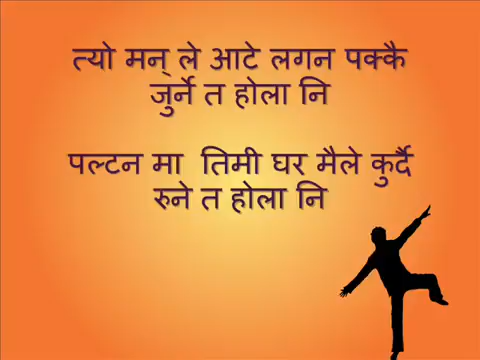 त्यो मन् ले आटे लगन पक्कै
जुर्ने त होला नि
पल्टन मा तिमी घर मैले कुर्दै
रुने त होला नि